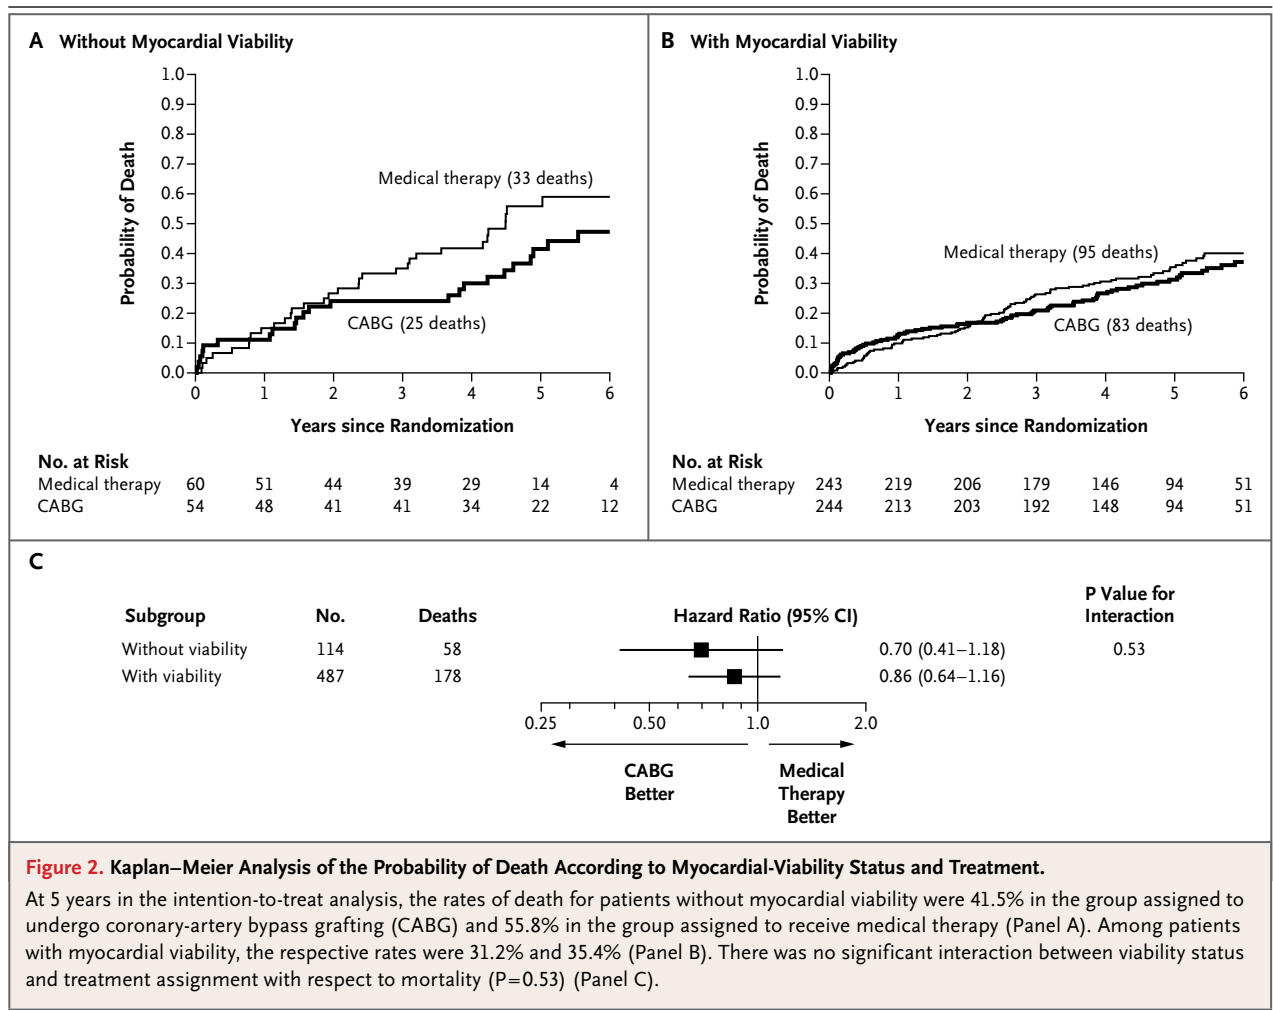 A Without Myocardial Viability
1.0
0.9
0.8
0.7
0.6
0.5
0.4
0.3
0.2
0.1
0.0
Probability of Death
Medical therapy (33 deaths)
CABG (25 deaths)
0 1 2 3 4 5 6
Years since Randomization
No. at Risk
Medical therapy 60 51 44 39 29 14 4
CABG 54 48 41 41 34 22 12
B With Myocardial Viability
1.0
0.9
0.8
0.7
0.6
0.5
0.4
0.3
0.2
0.1
0.0
Probability of Death
Medical therapy (95 deaths)
CABG (83 deaths)
0 1 2 3 4 5 6
Years since Randomization
No. at Risk
Medical therapy 243 219 206 179 146 94 51
CABG 244 213 203 192 148 94 51
C
Subgroup No. Deaths Hazard Ratio (95% CI) P Value for Interaction
Without viability 114 58 0.70 (0.41–1.18) 0.53
With viability 487 178 0.86 (0.64–1.16)
0.25 0.50 1.0 2.0
CABG
Better
Medical
Therapy
Better
Figure 2. Kaplan–Meier Analysis of the Probability of Death According to Myocardial-Viability Status and Treatment.
At 5 years in the intention-to-treat analysis, the rates of death for patients without myocardial viability were 41.5% in the group assigned to
undergo coronary-artery bypass grafting (CABG) and 55.8% in the group assigned to receive medical therapy (Panel A). Among patients
with myocardial viability, the respective rates were 31.2% and 35.4% (Panel B). There was no significant interaction between viability status
and treatment assignment with respect to mortality (P=0.53) (Panel C).